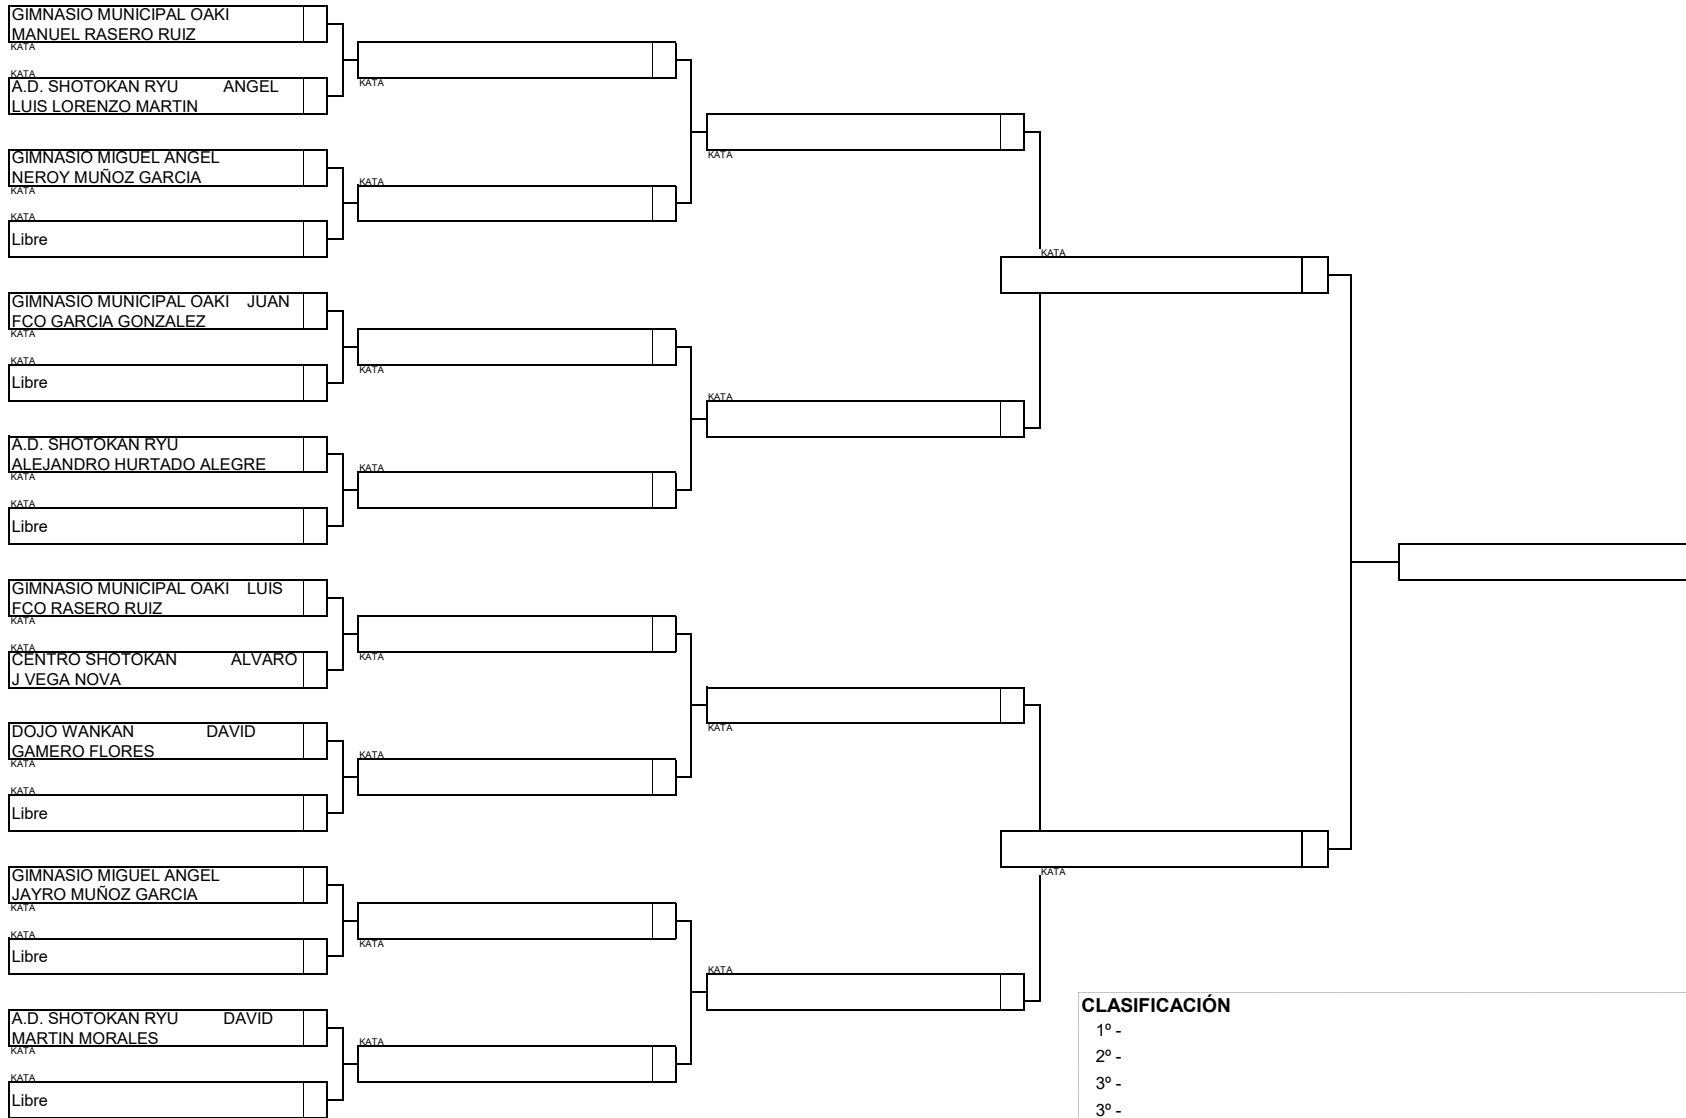 GIMNASIO MUNICIPAL OAKI
MANUEL RASERO RUIZ
KATA
KATA
A.D. SHOTOKAN RYU ANGEL
LUIS LORENZO MARTIN
KATA
GIMNASIO MIGUEL ANGEL
NEROY MUÑOZ GARCIA
KATA
KATA
Libre
KATA
KATA
GIMNASIO MUNICIPAL OAKI JUAN
FCO GARCIA GONZALEZ
KATA
KATA
Libre
KATA
A.D. SHOTOKAN RYU
ALEJANDRO HURTADO ALEGRE
KATA
KATA
Libre
KATA
KATA
KATA
GIMNASIO MUNICIPAL OAKI LUIS
FCO RASERO RUIZ
KATA
KATA
CENTRO SHOTOKAN ALVARO
J VEGA NOVA
KATA
DOJO WANKAN DAVID
GAMERO FLORES
KATA
KATA
Libre
KATA
KATA
GIMNASIO MIGUEL ANGEL
JAYRO MUÑOZ GARCIA
KATA
KATA
Libre
KATA
A.D. SHOTOKAN RYU DAVID
MARTIN MORALES
KATA
KATA
Libre
KATA
KATA
KATA
CLASIFICACIÓN
1º -
2º -
3º -
3º -